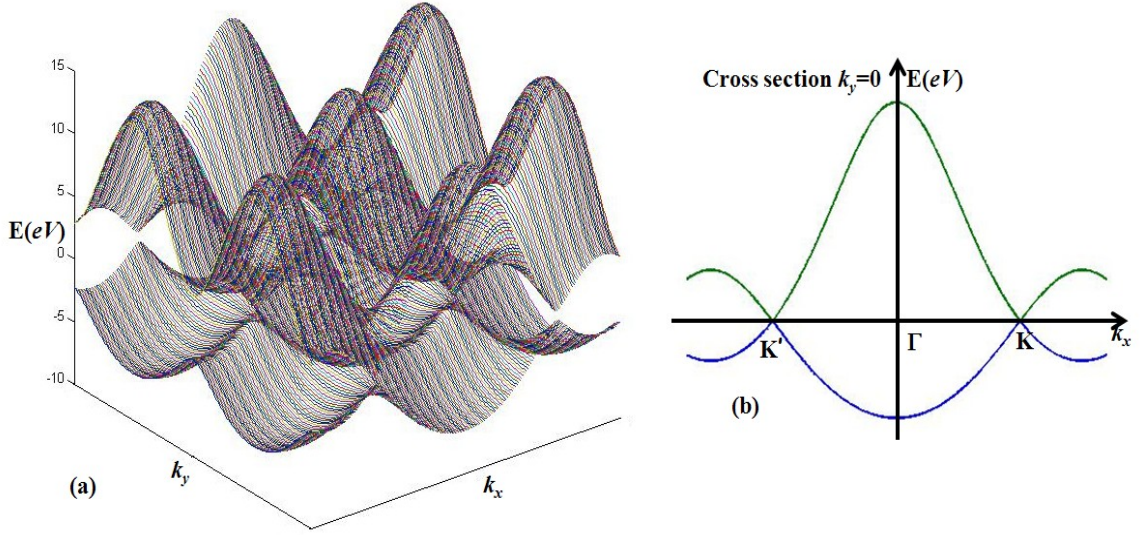 15
10
5
E(eV)
0
-5
-10
k_y
k_x
(a)
Cross section k_y=0
E(eV)
K'
Γ
K
k_x
(b)